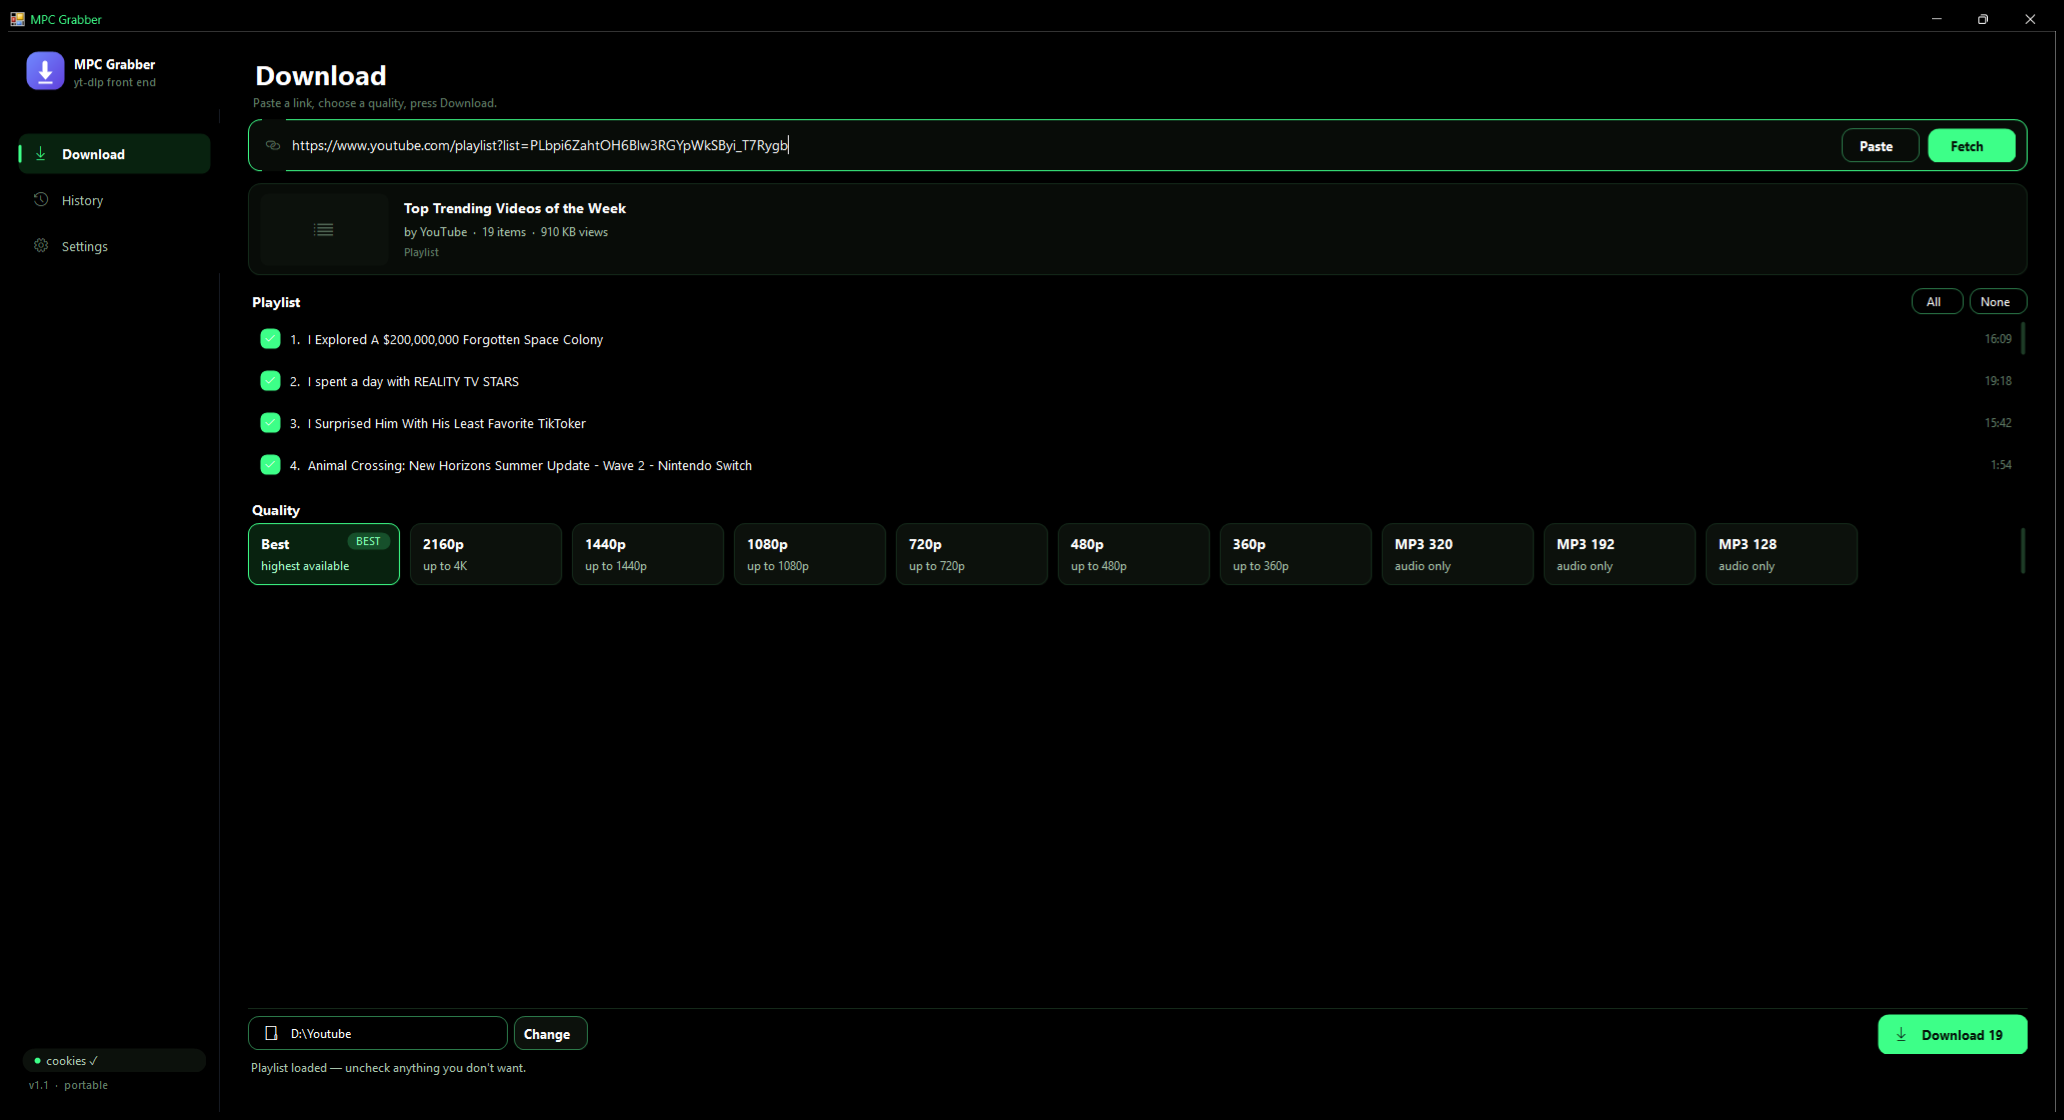 MPC Grabber
MPC Grabber
yt-dlp front end
Download
History
Settings
cookies ✓
v1.1 · portable
Download
Paste a link, choose a quality, press Download.
https://www.youtube.com/playlist?list=PLbpi6ZahtOH6Blw3RGYpWkSByi_T7Rygb
Paste
Fetch
Top Trending Videos of the Week
by YouTube · 19 items · 910 KB views
Playlist
Playlist
All
None
1. I Explored A $200,000,000 Forgotten Space Colony 16:09
2. I spent a day with REALITY TV STARS 19:18
3. I Surprised Him With His Least Favorite TikToker 15:42
4. Animal Crossing: New Horizons Summer Update - Wave 2 - Nintendo Switch 1:54
Quality
Best BEST
highest available
2160p
up to 4K
1440p
up to 1440p
1080p
up to 1080p
720p
up to 720p
480p
up to 480p
360p
up to 360p
MP3 320
audio only
MP3 192
audio only
MP3 128
audio only
D:\Youtube
Change
Download 19
Playlist loaded — uncheck anything you don't want.